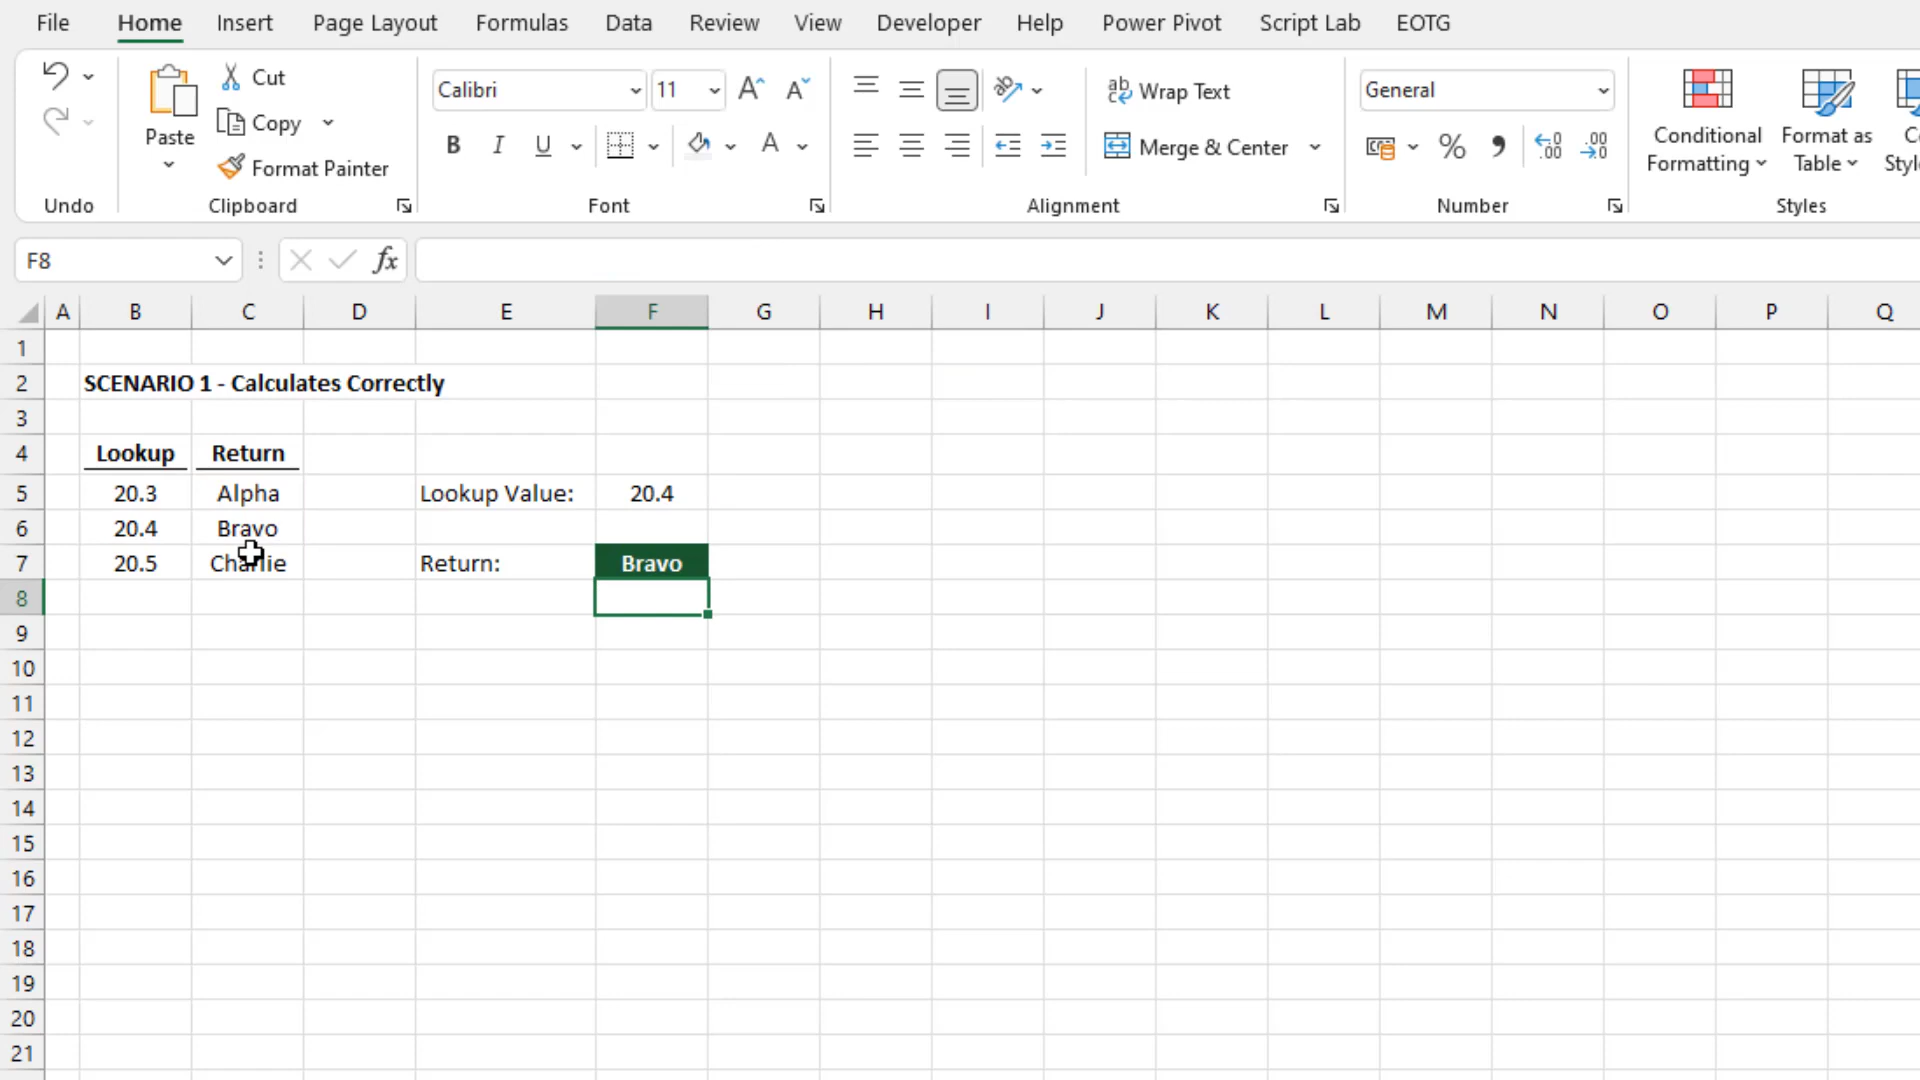 File Home Insert Page Layout Formulas Data Review View Developer Help Power Pivot Script Lab EOTG
Cut
Copy
Format Painter
Paste
Calibri 11
B I U A
Wrap Text
Merge & Center
General
Conditional Formatting
Format as Table
Undo Clipboard Font Alignment Number Styles
F8 fx
A B C D E F G H I J K L M N O P Q
1
2 SCENARIO 1 - Calculates Correctly
3
4 Lookup Return
5 20.3 Alpha Lookup Value: 20.4
6 20.4 Bravo
7 20.5 Charlie Return: Bravo
8
9
10
11
12
13
14
15
16
17
18
19
20
21